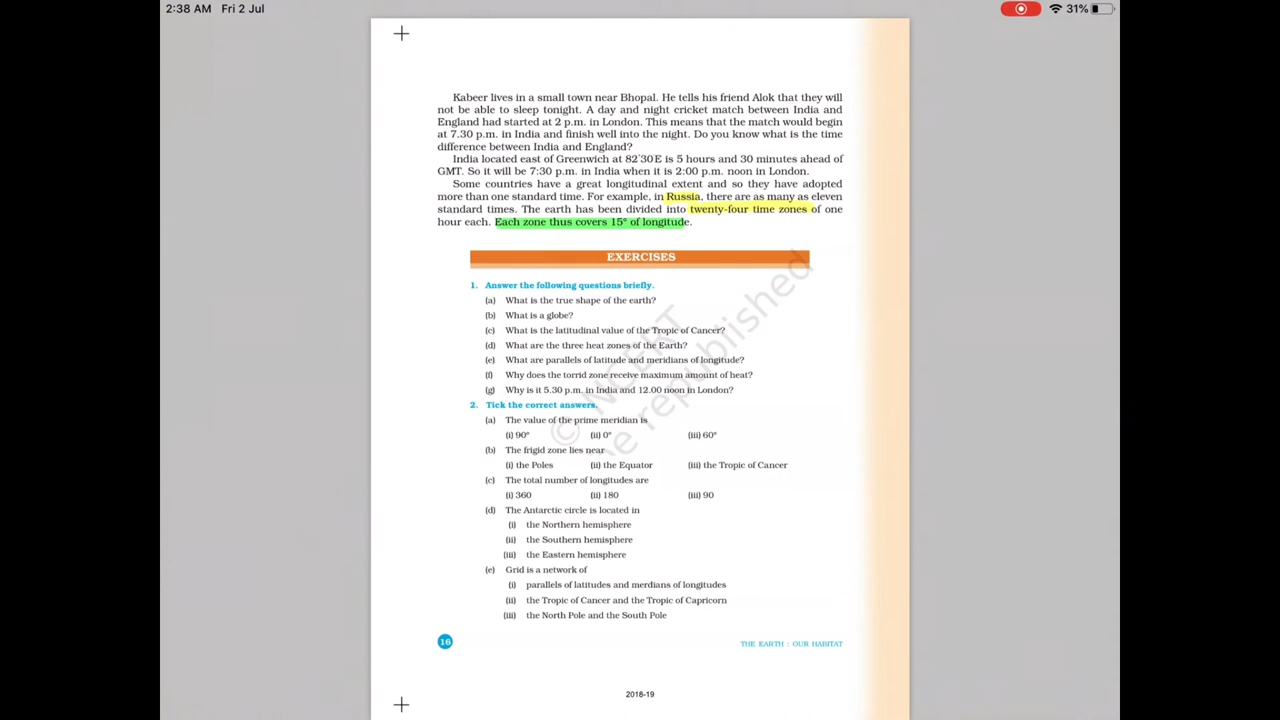 2:38 AM Fri 2 Jul
31%
Kabeer lives in a small town near Bhopal. He tells his friend Alok that they will
not be able to sleep tonight. A day and night cricket match between India and
England had started at 2 p.m. in London. This means that the match would begin
at 7.30 p.m. in India and finish well into the night. Do you know what is the time
difference between India and England?
India located east of Greenwich at 82°30'E is 5 hours and 30 minutes ahead of
GMT. So it will be 7:30 p.m. in India when it is 2:00 p.m. noon in London.
Some countries have a great longitudinal extent and so they have adopted
more than one standard time. For example, in Russia, there are as many as eleven
standard times. The earth has been divided into twenty-four time zones of one
hour each. Each zone thus covers 15° of longitude.
EXERCISES
1. Answer the following questions briefly.
(a) What is the true shape of the earth?
(b) What is a globe?
(c) What is the latitudinal value of the Tropic of Cancer?
(d) What are the three heat zones of the Earth?
(e) What are parallels of latitude and meridians of longitude?
(f) Why does the torrid zone receive maximum amount of heat?
(g) Why is it 5.30 p.m. in India and 12.00 noon in London?
2. Tick the correct answers.
(a) The value of the prime meridian is
(i) 90° (ii) 0° (iii) 60°
(b) The frigid zone lies near
(i) the Poles (ii) the Equator (iii) the Tropic of Cancer
(c) The total number of longitudes are
(i) 360 (ii) 180 (iii) 90
(d) The Antarctic circle is located in
(i) the Northern hemisphere
(ii) the Southern hemisphere
(iii) the Eastern hemisphere
(e) Grid is a network of
(i) parallels of latitudes and merdians of longitudes
(ii) the Tropic of Cancer and the Tropic of Capricorn
(iii) the North Pole and the South Pole
© NCERT
be republished
16
THE EARTH : OUR HABITAT
2018-19